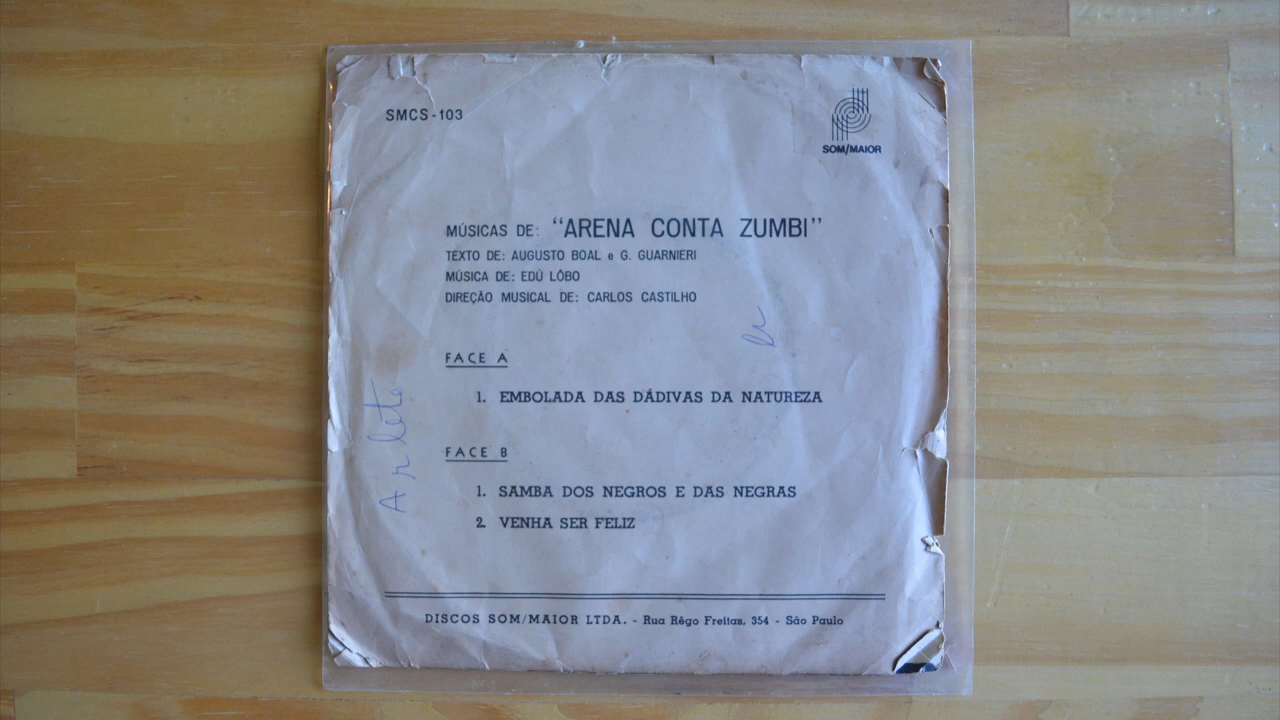 SMCS-103
SOM/MAIOR
MÚSICAS DE: "ARENA CONTA ZUMBI"
TEXTO DE: AUGUSTO BOAL e G. GUARNIERI
MÚSICA DE: EDÚ LÔBO
DIREÇÃO MUSICAL DE: CARLOS CASTILHO
FACE A
1. EMBOLADA DAS DÁDIVAS DA NATUREZA
Arlete
FACE B
1. SAMBA DOS NEGROS E DAS NEGRAS
2. VENHA SER FELIZ
DISCOS SOM/MAIOR LTDA. - Rua Rêgo Freitas, 354 - São Paulo